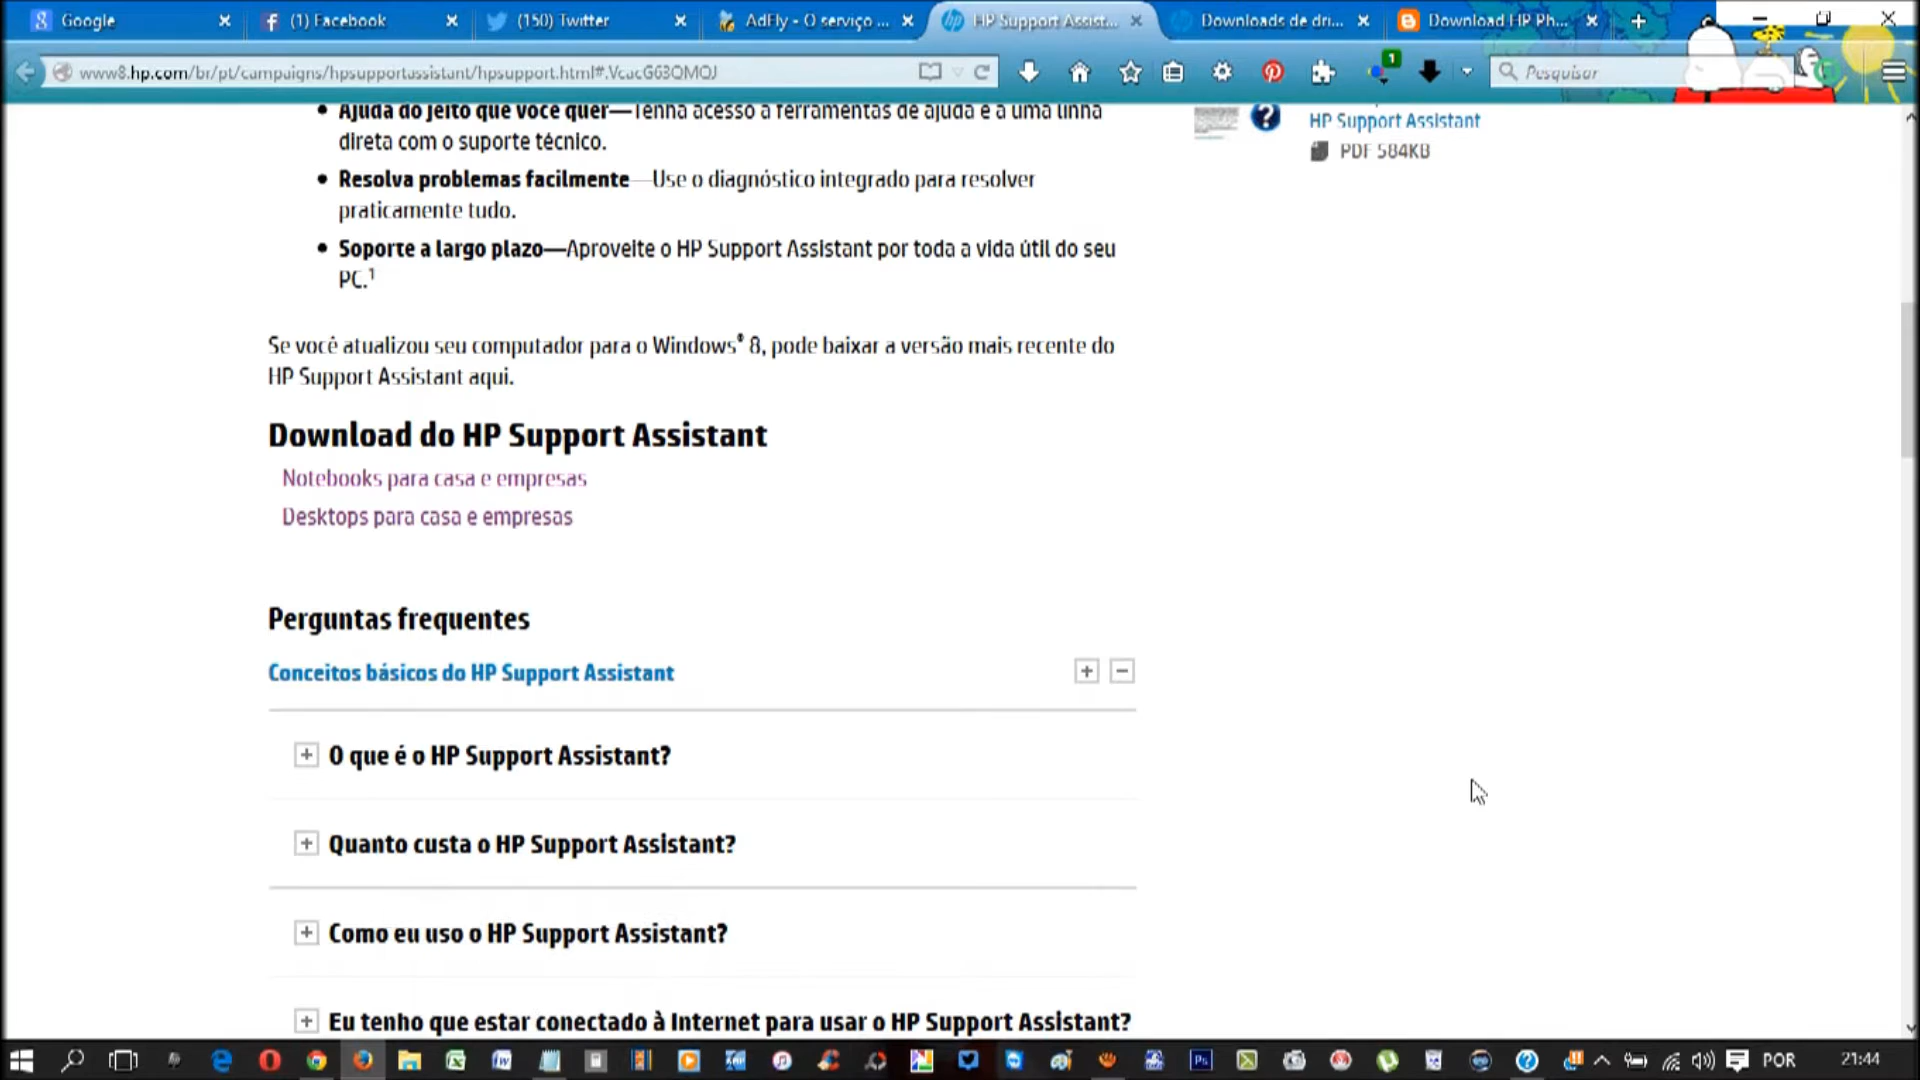 Google
(1) Facebook
(150) Twitter
AdFly - O serviço ...
HP Support Assist...
Downloads de dri...
Download HP Ph...
www8.hp.com/br/pt/campaigns/hpsupportassistant/hpsupport.html#.VcacG63OMOJ
1
Pesquisar
• Ajuda do jeito que você quer—Tenha acesso a ferramentas de ajuda e a uma linha
direta com o suporte técnico.
• Resolva problemas facilmente—Use o diagnóstico integrado para resolver
praticamente tudo.
• Soporte a largo plazo—Aproveite o HP Support Assistant por toda a vida útil do seu
PC.¹
HP Support Assistant
PDF 584KB
Se você atualizou seu computador para o Windows® 8, pode baixar a versão mais recente do
HP Support Assistant aqui.
Download do HP Support Assistant
Notebooks para casa e empresas
Desktops para casa e empresas
Perguntas frequentes
Conceitos básicos do HP Support Assistant
O que é o HP Support Assistant?
Quanto custa o HP Support Assistant?
Como eu uso o HP Support Assistant?
Eu tenho que estar conectado à Internet para usar o HP Support Assistant?
POR
21:44